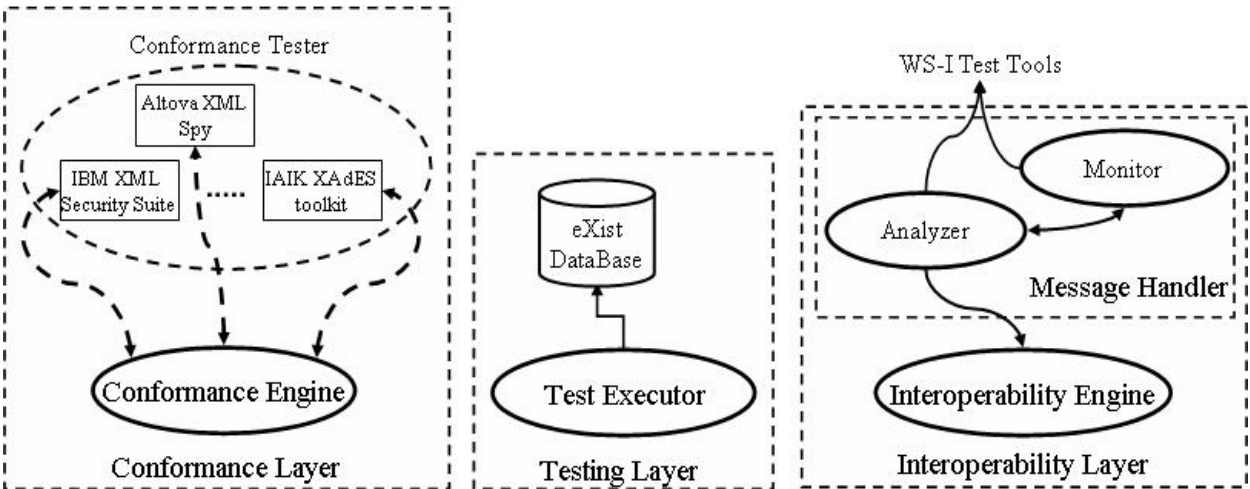 Conformance Tester
Altova XML
Spy
IBM XML
Security Suite
IAIK XAdES
toolkit
Conformance Engine
Conformance Layer
eXist
DataBase
Test Executor
Testing Layer
WS-I Test Tools
Monitor
Analyzer
Message Handler
Interoperability Engine
Interoperability Layer